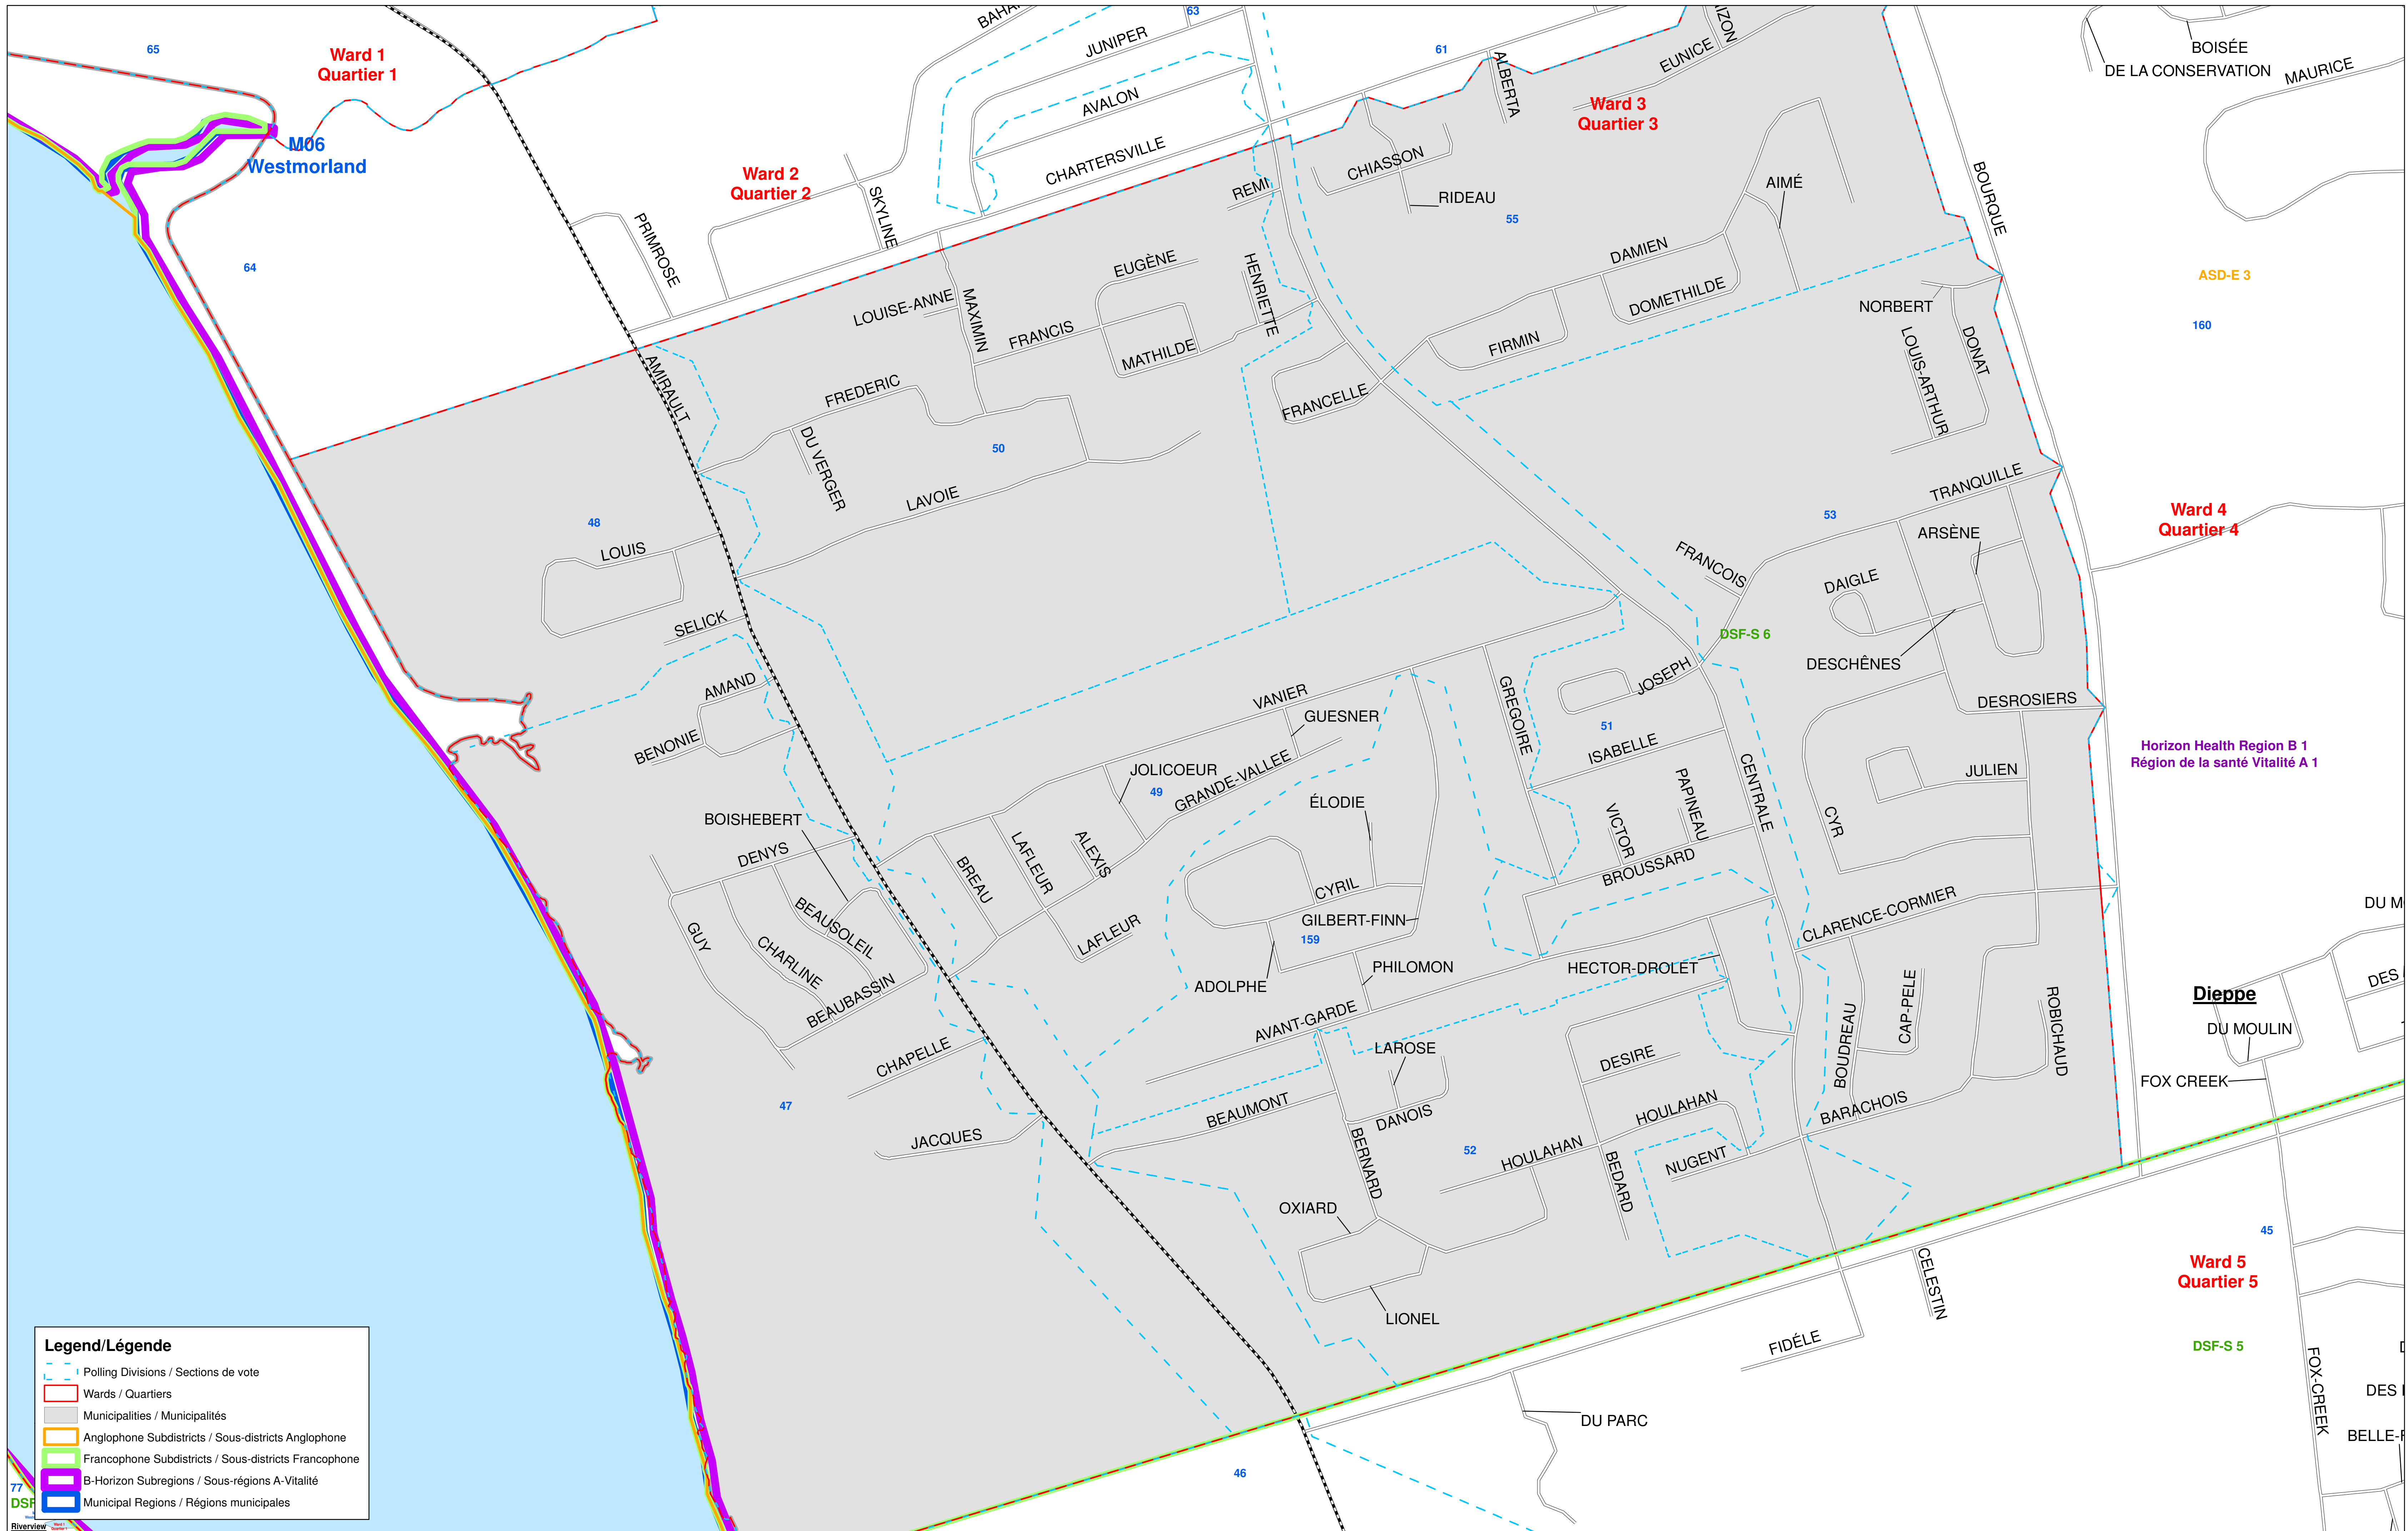 65
Ward 1
Quartier 1
M06
Westmorland
64
63
JUNIPER
AVALON
CHARTERSVILLE
61
ALBERTA
EUNICE
Ward 3
Quartier 3
BOISÉE
DE LA CONSERVATION
MAURICE
Ward 2
Quartier 2
SKYLINE
PRIMROSE
REMI
CHIASSON
RIDEAU
55
AIMÉ
BOURQUE
ASD-E 3
160
DAMIEN
DOMETHILDE
FIRMIN
NORBERT
DONAT
LOUIS-ARTHUR
EUGÈNE
HENRIETTE
LOUISE-ANNE
MAXIMIN
FRANCIS
MATHILDE
FRANCELLE
AMIRAULT
FREDERIC
DU VERGER
50
LAVOIE
48
LOUIS
SELICK
TRANQUILLE
53
Ward 4
Quartier 4
ARSÈNE
FRANCOIS
DAIGLE
DESCHÊNES
DSF-S 6
DESROSIERS
AMAND
BENONIE
VANIER
GUESNER
GREGOIRE
JOSEPH
51
ISABELLE
CENTRALE
JOLICOEUR
49
GRANDE-VALLEE
JULIEN
CYR
Horizon Health Region B 1
Région de la santé Vitalité A 1
ÉLODIE
PAPINEAU
VICTOR
BROUSSARD
BOISHEBERT
DENYS
BREAU
LAFLEUR
ALEXIS
LAFLEUR
CYRIL
GILBERT-FINN
159
CLARENCE-CORMIER
GUY
CHARLINE
BEAUSOLEIL
BEAUBASSIN
ADOLPHE
PHILOMON
HECTOR-DROLET
AVANT-GARDE
CAP-PELE
BOUDREAU
ROBICHAUD
Dieppe
DU MOULIN
FOX CREEK
CHAPELLE
47
JACQUES
LAROSE
DESIRE
BEAUMONT
DANOIS
HOULAHAN
BARACHOIS
BERNARD
52
HOULAHAN
BEDARD
NUGENT
OXIARD
LIONEL
45
Ward 5
Quartier 5
CELESTIN
FIDÉLE
DSF-S 5
FOX-CREEK
DU PARC
46
Legend/Légende
Polling Divisions / Sections de vote
Wards / Quartiers
Municipalities / Municipalités
Anglophone Subdistricts / Sous-districts Anglophone
Francophone Subdistricts / Sous-districts Francophone
B-Horizon Subregions / Sous-régions A-Vitalité
Municipal Regions / Régions municipales
77
Riverview